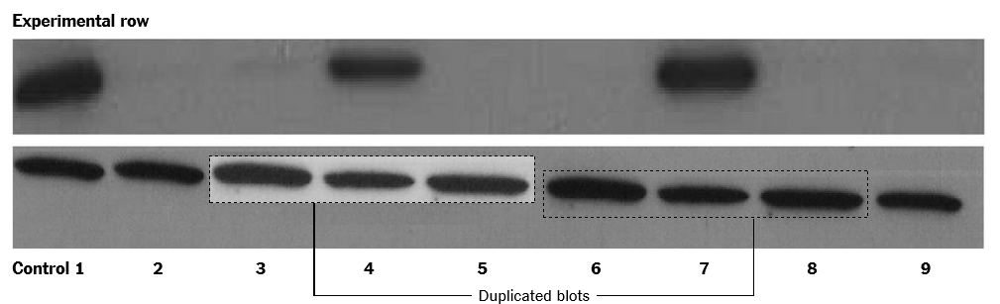 Experimental row
Control 1 2 3 4 5 6 7 8 9
Duplicated blots